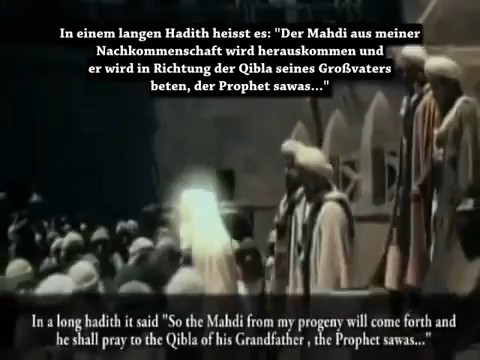 In einem langen Hadith heisst es: "Der Mahdi aus meiner
Nachkommenschaft wird herauskommen und
er wird in Richtung der Qibla seines Großvaters
beten, der Prophet sawas..."
In a long hadith it said "So the Mahdi from my progeny will come forth and
he shall pray to the Qibla of his Grandfather , the Prophet sawas..."